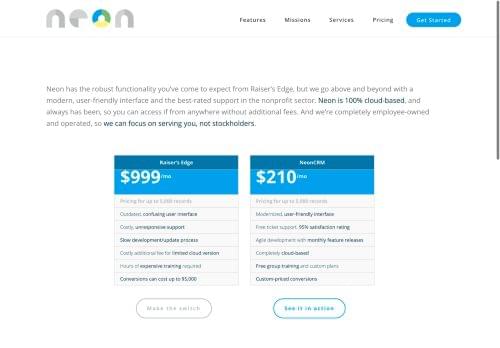 neon
Features Missions Services Pricing Get Started
Neon has the robust functionality you've come to expect from Raiser's Edge, but we go above and beyond with a
modern, user-friendly interface and the best-rated support in the nonprofit sector. Neon is 100% cloud-based, and
always has been, so you can access if from anywhere without additional fees. And we're completely employee-owned
and operated, so we can focus on serving you, not stockholders.
Raiser's Edge
$999/mo
Pricing for up to 5,000 records
Outdated, confusing user interface
Costly, unresponsive support
Slow development/update process
Costly additional fee for limited cloud version
Hours of expensive training required
Conversions can cost up to $5,000
Make the switch
NeonCRM
$210/mo
Pricing for up to 5,000 records
Modernized, user-friendly interface
Free ticket support, 95% satisfaction rating
Agile development with monthly feature releases
Completely cloud-based
Free group training and custom plans
Custom-priced conversions
See it in action